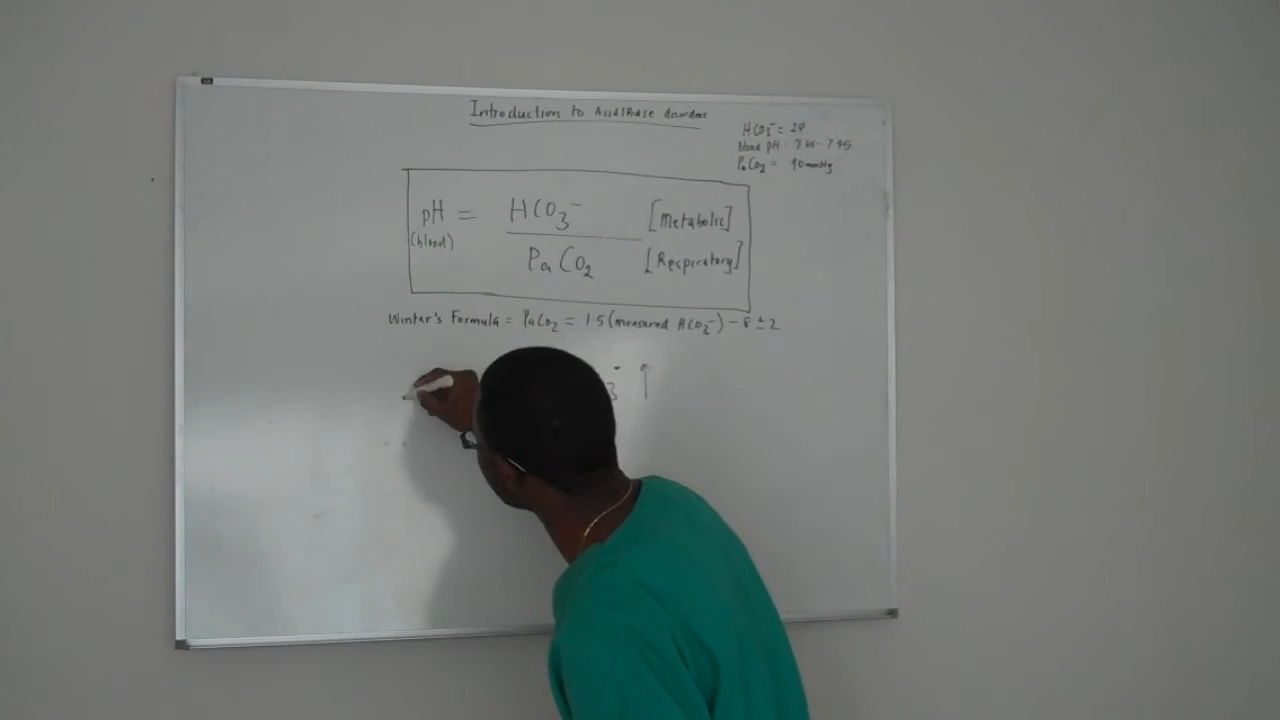 Introduction to Acid/Base disorders
HCO3⁻ = 24
blood pH: 7.35-7.45
PaCO2 = 40mmHg
pH = HCO3⁻ [Metabolic]
(blood) PaCO2 [Respiratory]
Winter's Formula = PaCO2 = 1.5(measured HCO3⁻) - 8 ± 2
3⁻ ↑